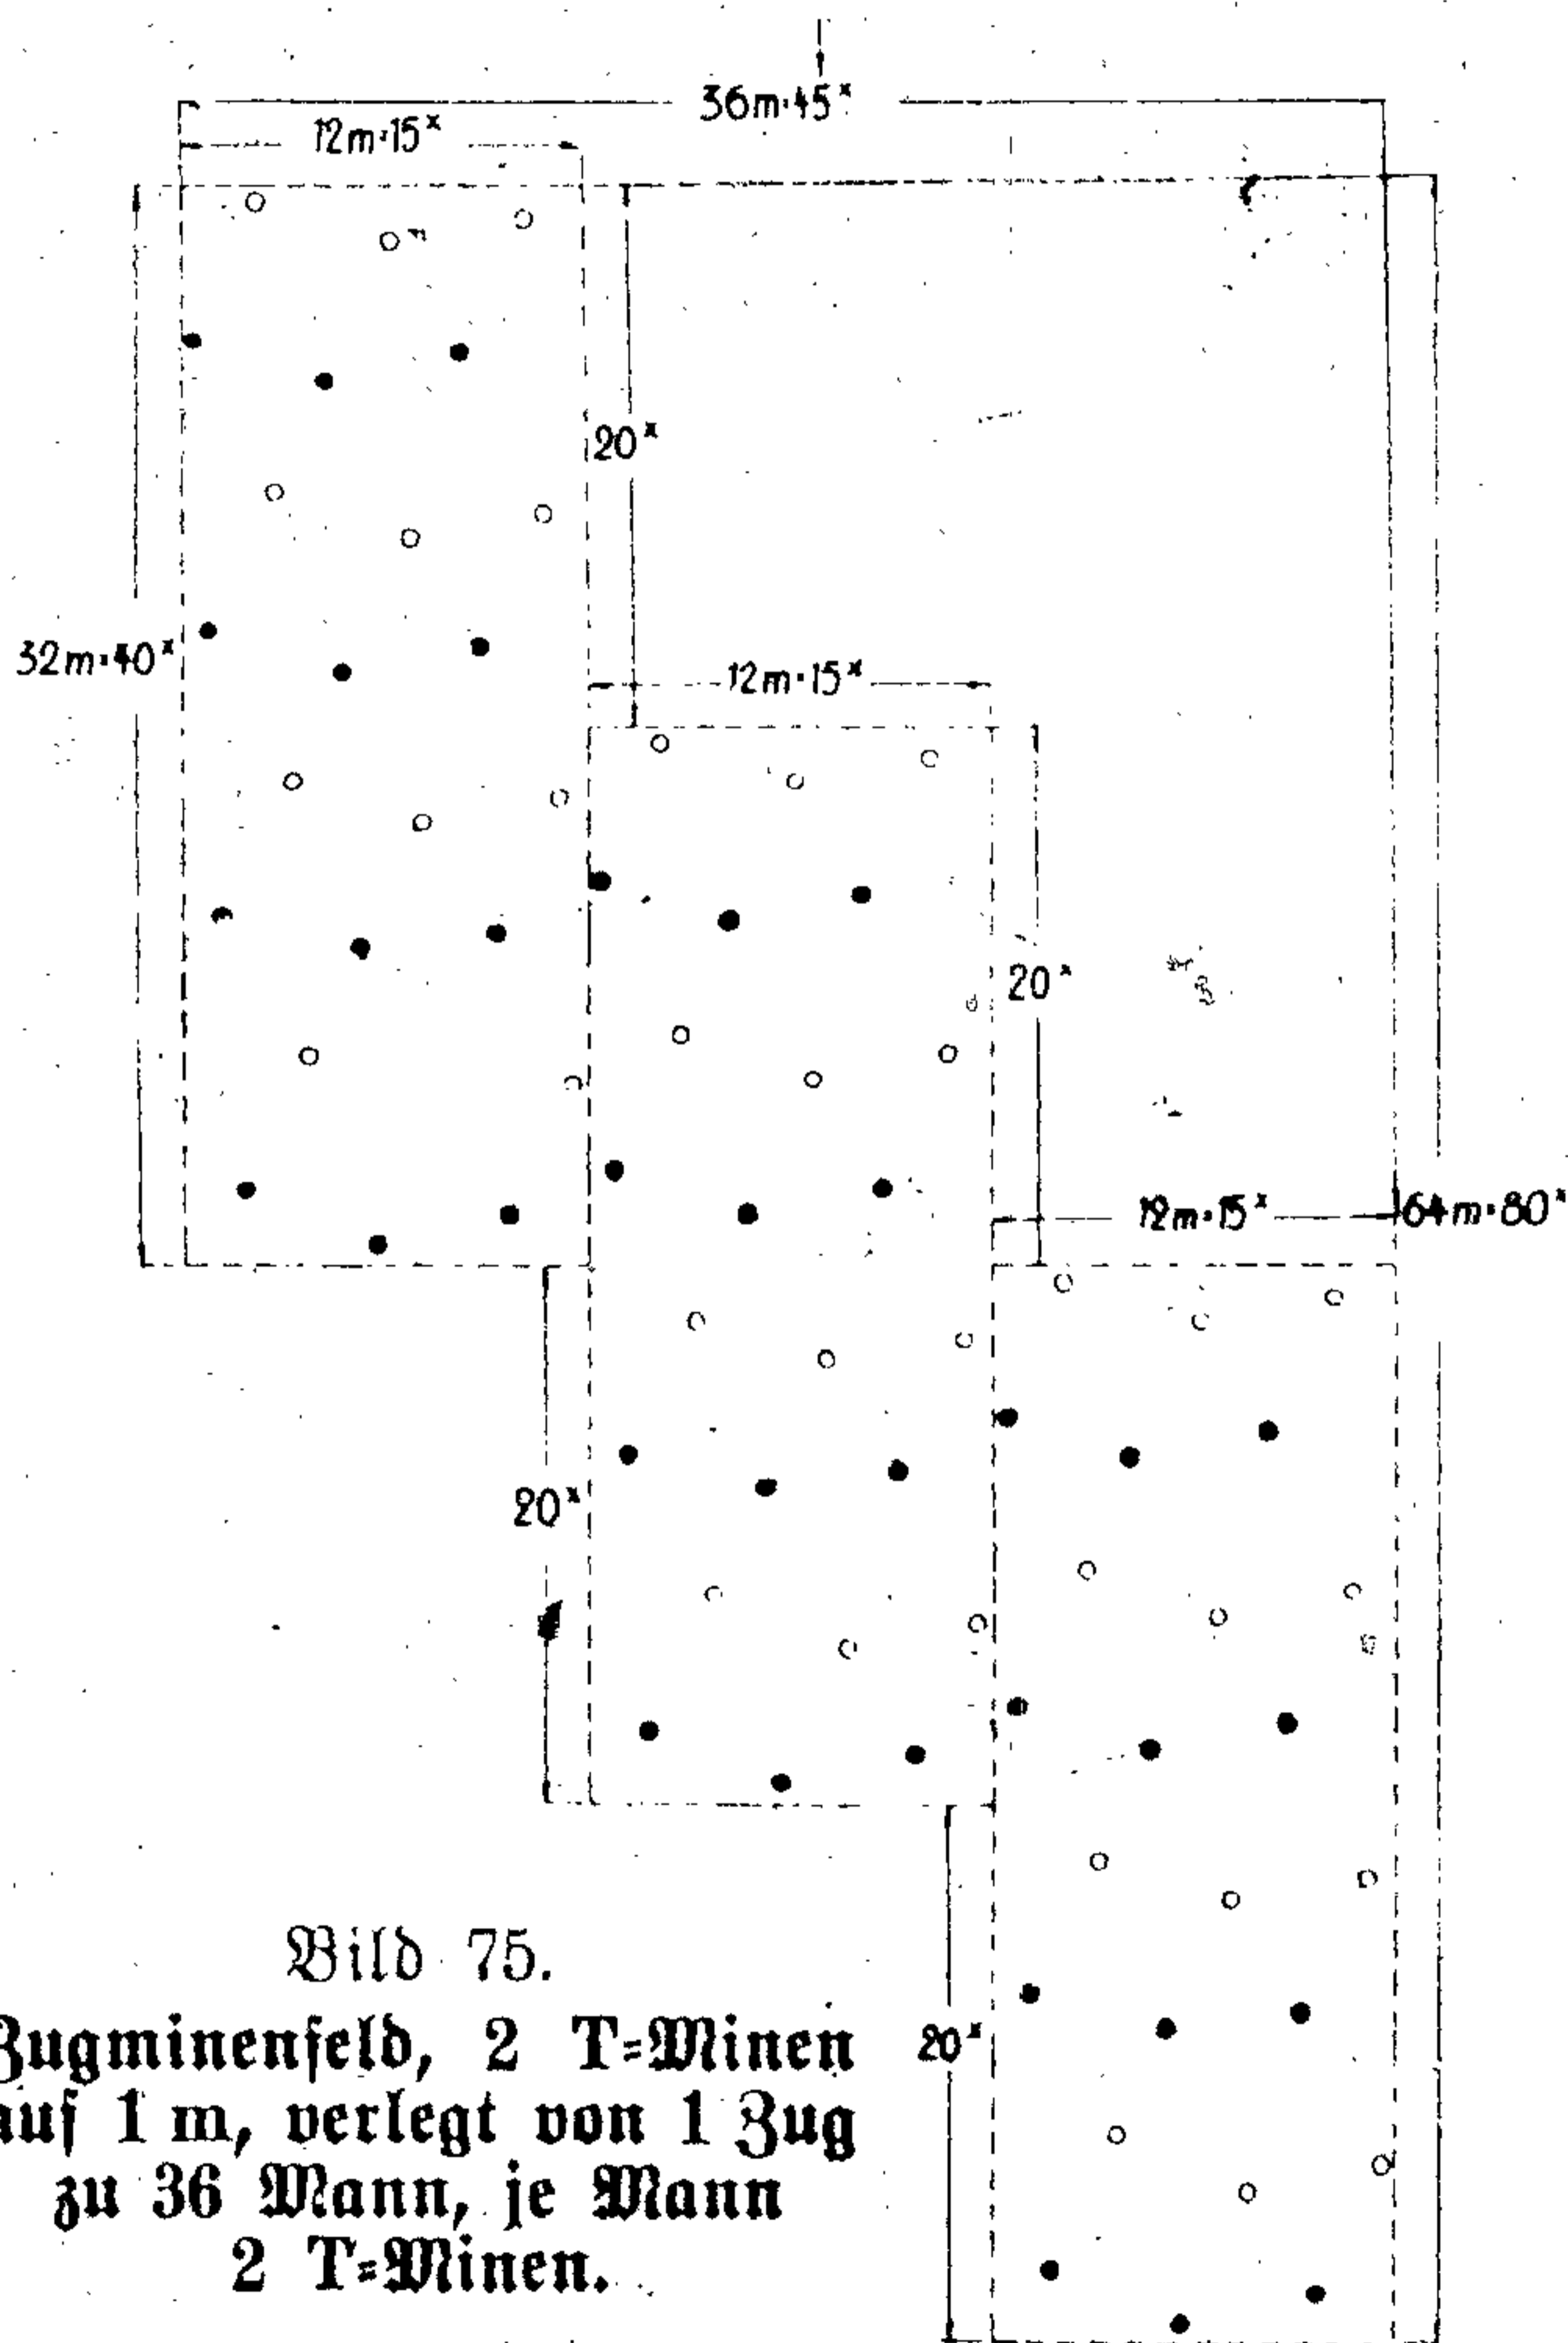 36m=45ˣ
12m=15ˣ
20ˣ
32m=40ˣ
12m=15ˣ
20ˣ
12m=15ˣ
64m=80ˣ
20ˣ
20ˣ
Bild 75.
Zugminenfeld, 2 T=Minen
auf 1 m, verlegt von 1 Zug
zu 36 Mann, je Mann
2 T=Minen.